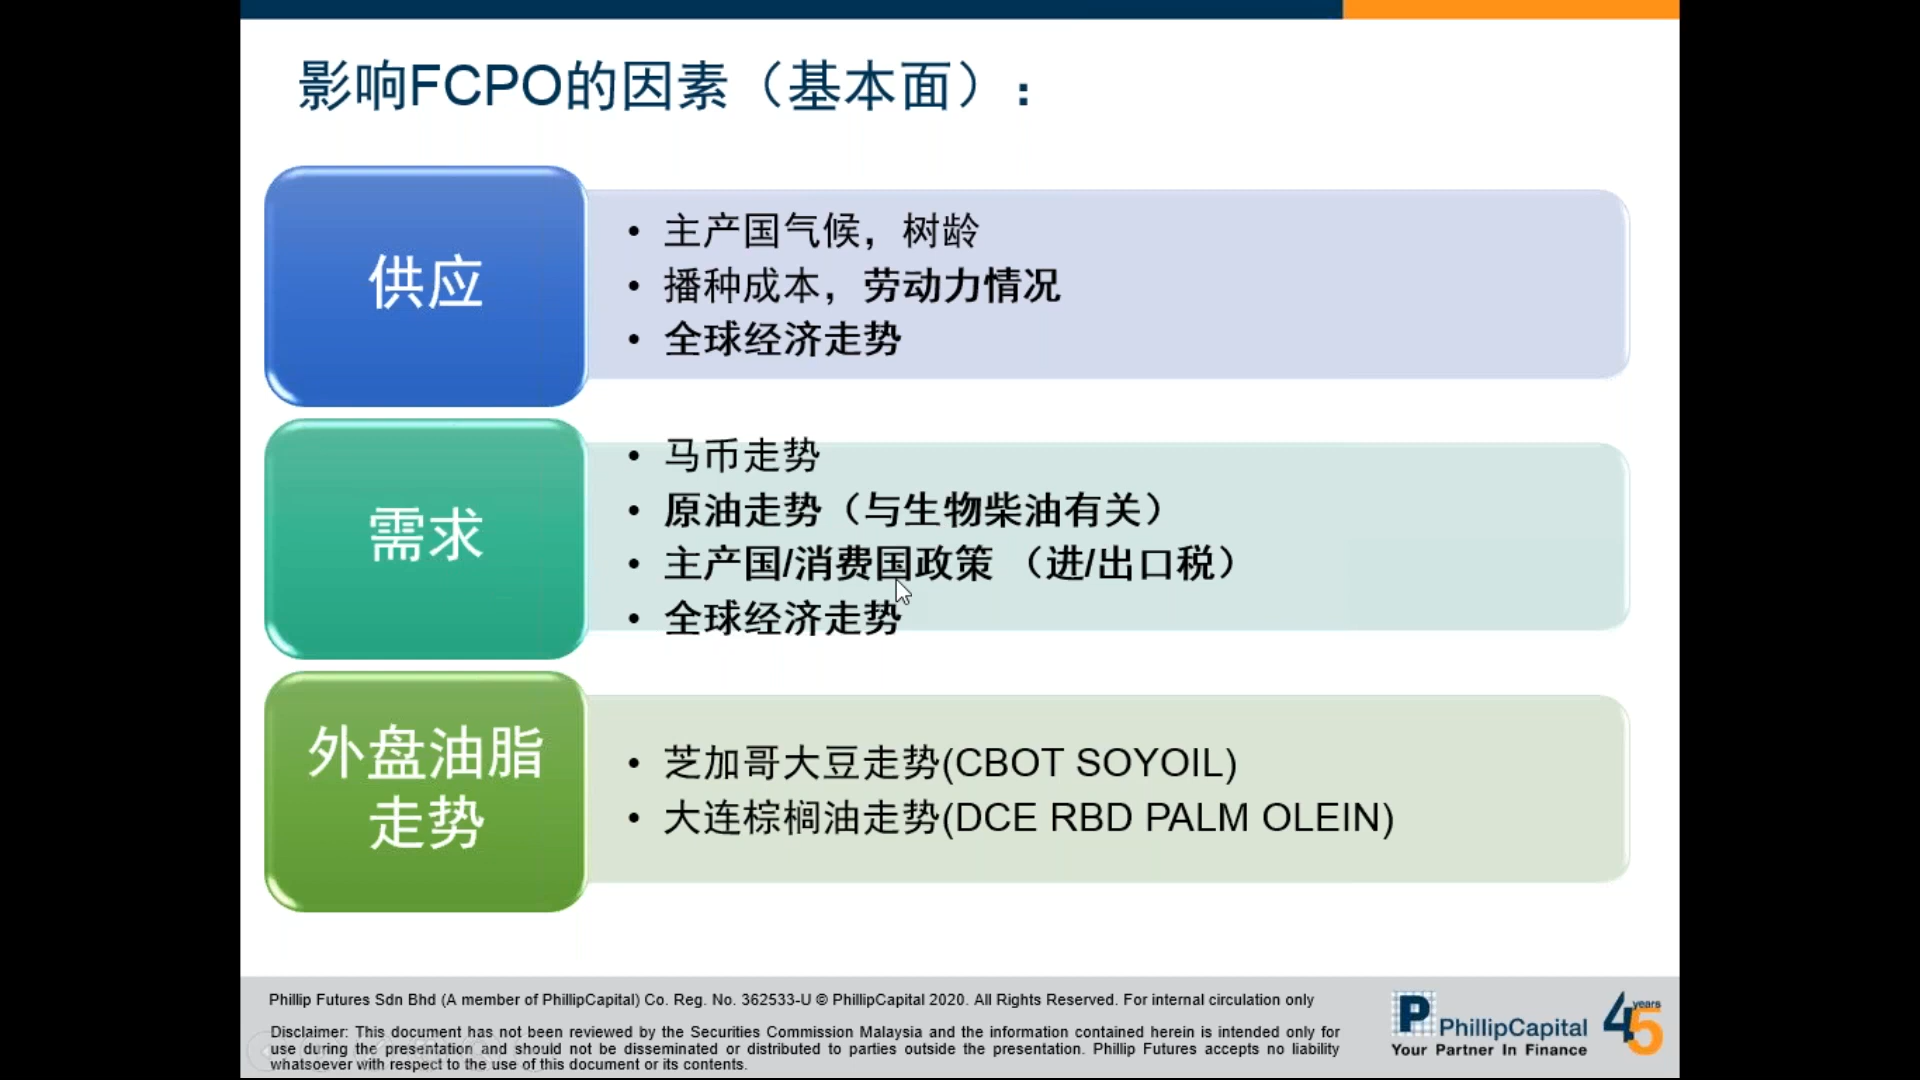 影响FCPO的因素（基本面）：
供应
• 主产国气候，树龄
• 播种成本，劳动力情况
• 全球经济走势
需求
• 马币走势
• 原油走势（与生物柴油有关）
• 主产国/消费国政策 （进/出口税）
• 全球经济走势
外盘油脂
走势
• 芝加哥大豆走势(CBOT SOYOIL)
• 大连棕榈油走势(DCE RBD PALM OLEIN)
Phillip Futures Sdn Bhd (A member of PhillipCapital) Co. Reg. No. 362533-U © PhillipCapital 2020. All Rights Reserved. For internal circulation only
Disclaimer: This document has not been reviewed by the Securities Commission Malaysia and the information contained herein is intended only for
use during the presentation and should not be disseminated or distributed to parties outside the presentation. Phillip Futures accepts no liability
whatsoever with respect to the use of this document or its contents.
P PhillipCapital
Your Partner In Finance
45 years